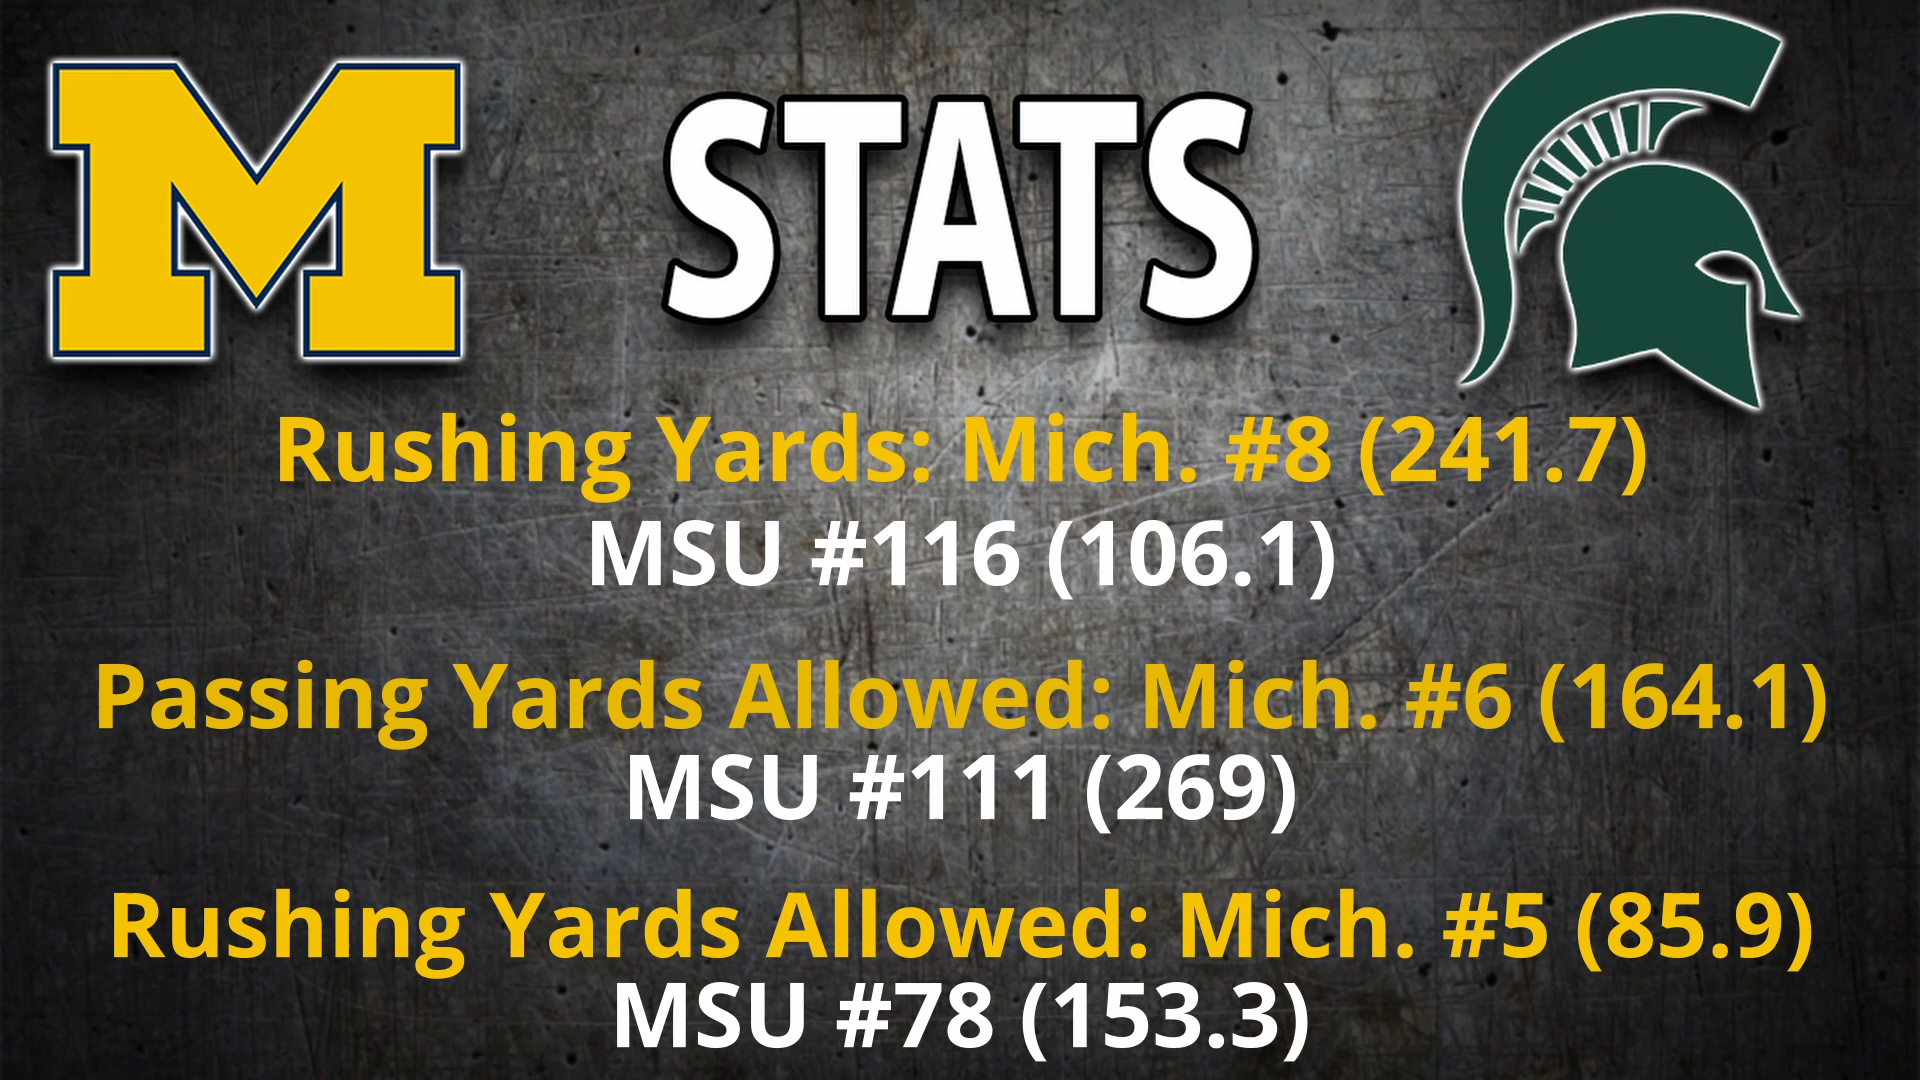 M
STATS
Rushing Yards: Mich. #8 (241.7)
MSU #116 (106.1)
Passing Yards Allowed: Mich. #6 (164.1)
MSU #111 (269)
Rushing Yards Allowed: Mich. #5 (85.9)
MSU #78 (153.3)